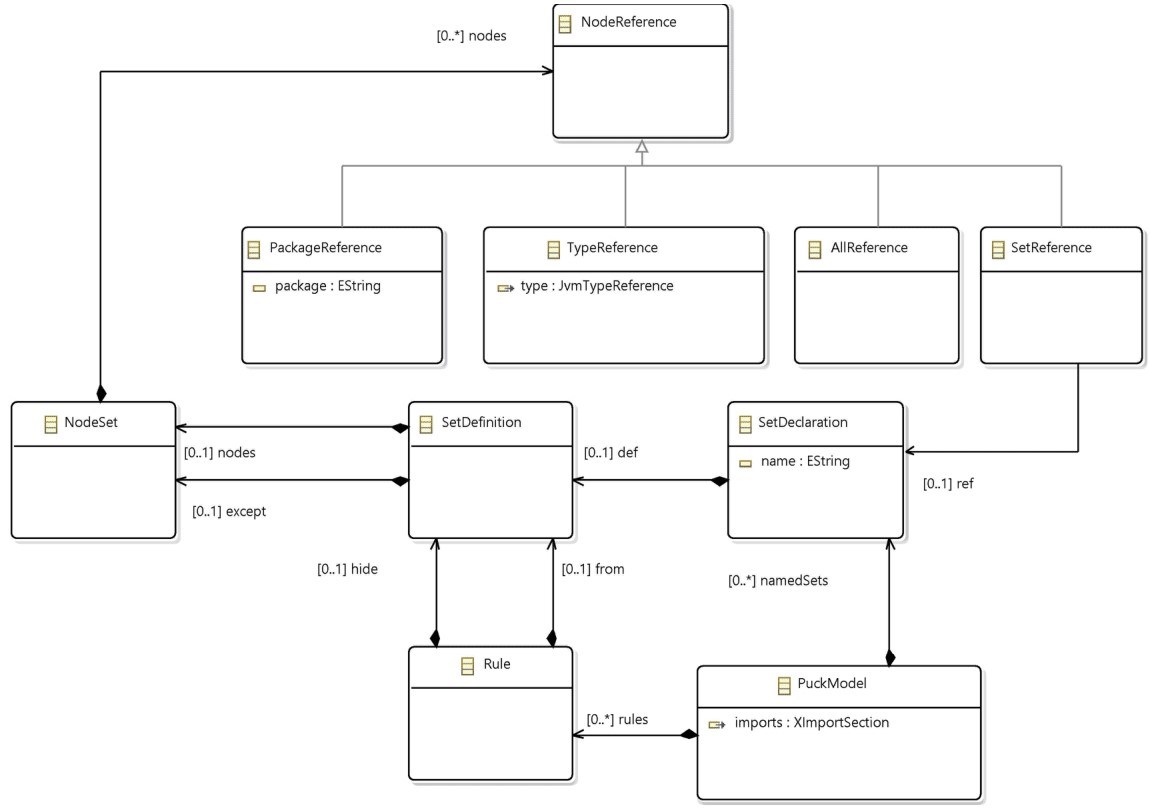 NodeReference
[0..*] nodes
PackageReference
package : EString
TypeReference
type : JvmTypeReference
AllReference
SetReference
NodeSet
[0..1] nodes
[0..1] except
SetDefinition
[0..1] def
SetDeclaration
name : EString
[0..1] ref
[0..1] hide
[0..1] from
[0..*] namedSets
Rule
[0..*] rules
PuckModel
imports : XImportSection